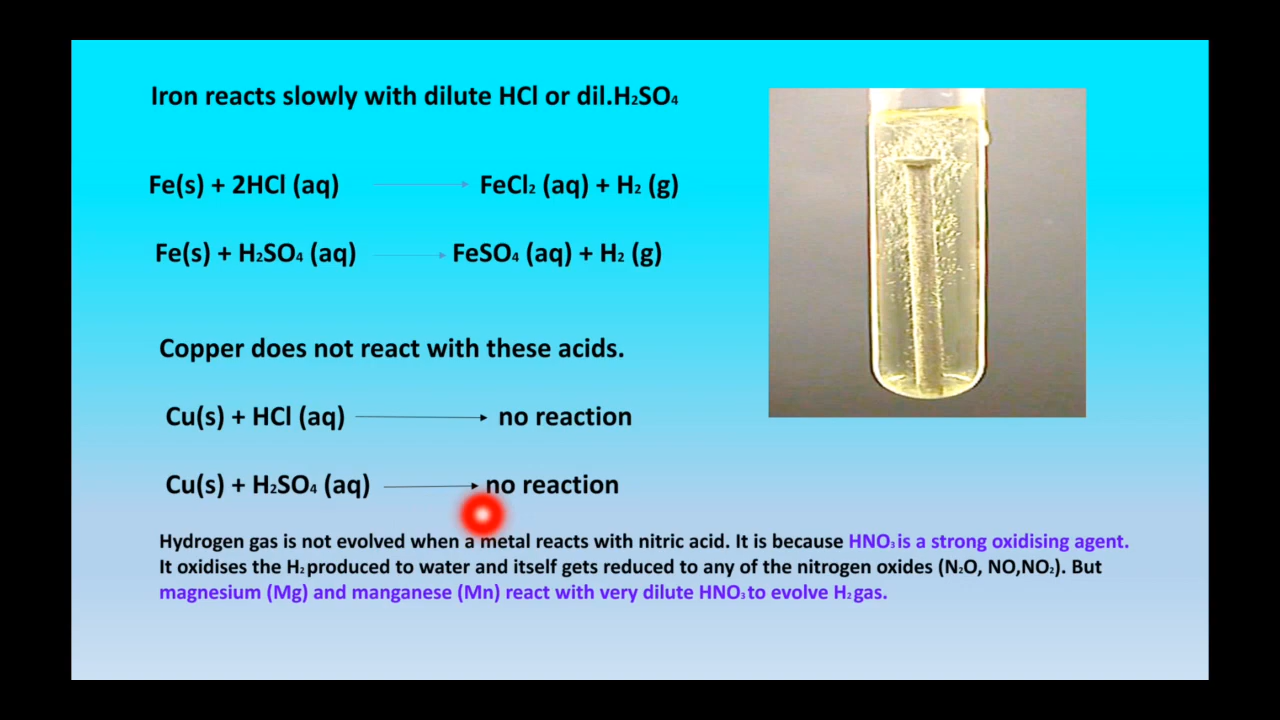 Iron reacts slowly with dilute HCl or dil.H₂SO₄
Fe(s) + 2HCl (aq) → FeCl₂ (aq) + H₂ (g)
Fe(s) + H₂SO₄ (aq) → FeSO₄ (aq) + H₂ (g)
Copper does not react with these acids.
Cu(s) + HCl (aq) → no reaction
Cu(s) + H₂SO₄ (aq) → no reaction
Hydrogen gas is not evolved when a metal reacts with nitric acid. It is because HNO₃ is a strong oxidising agent.
It oxidises the H₂ produced to water and itself gets reduced to any of the nitrogen oxides (N₂O, NO,NO₂). But
magnesium (Mg) and manganese (Mn) react with very dilute HNO₃ to evolve H₂ gas.